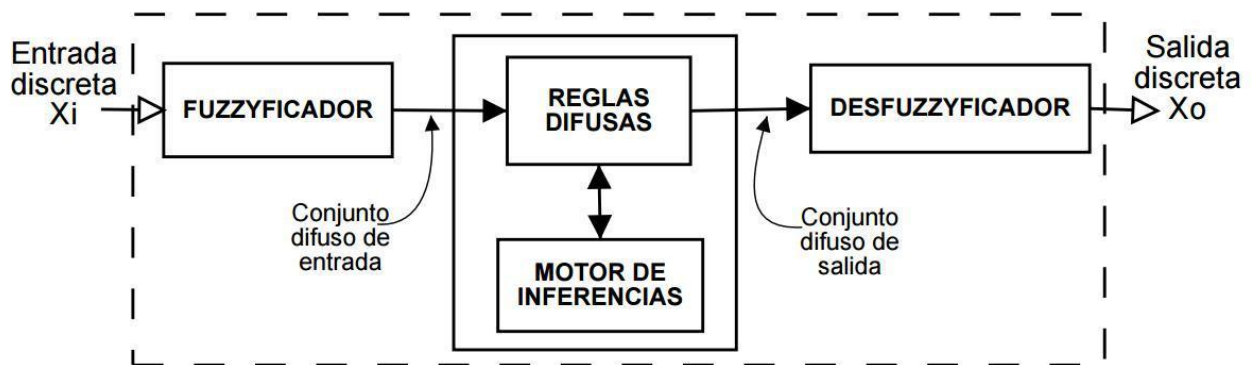 Entrada
discreta
Xi
FUZZYFICADOR
Conjunto
difuso de
entrada
REGLAS
DIFUSAS
MOTOR DE
INFERENCIAS
Conjunto
difuso de
salida
DESFUZZYFICADOR
Salida
discreta
Xo